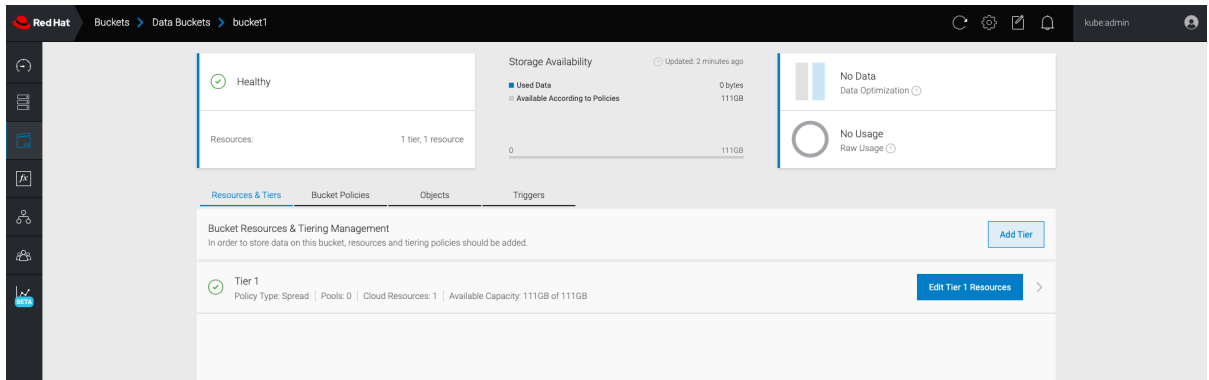 Red Hat
Buckets > Data Buckets > bucket1
kube:admin
Healthy
Resources:
1 tier, 1 resource
Storage Availability
Updated: 2 minutes ago
Used Data
0 bytes
Available According to Policies
111GB
0
111GB
No Data
Data Optimization ?
No Usage
Raw Usage ?
Resources & Tiers
Bucket Policies
Objects
Triggers
Bucket Resources & Tiering Management
In order to store data on this bucket, resources and tiering policies should be added.
Add Tier
Tier 1
Policy Type: Spread | Pools: 0 | Cloud Resources: 1 | Available Capacity: 111GB of 111GB
Edit Tier 1 Resources
fx
BETA